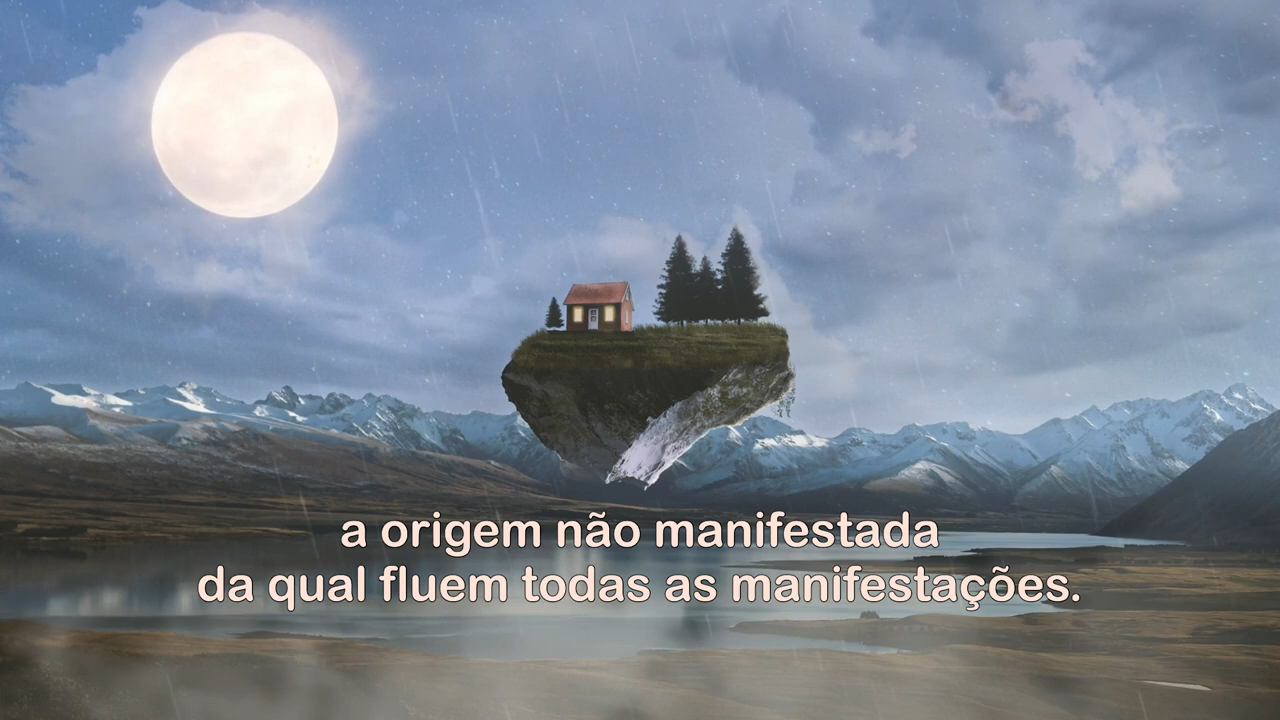 a origem não manifestada
da qual fluem todas as manifestações.